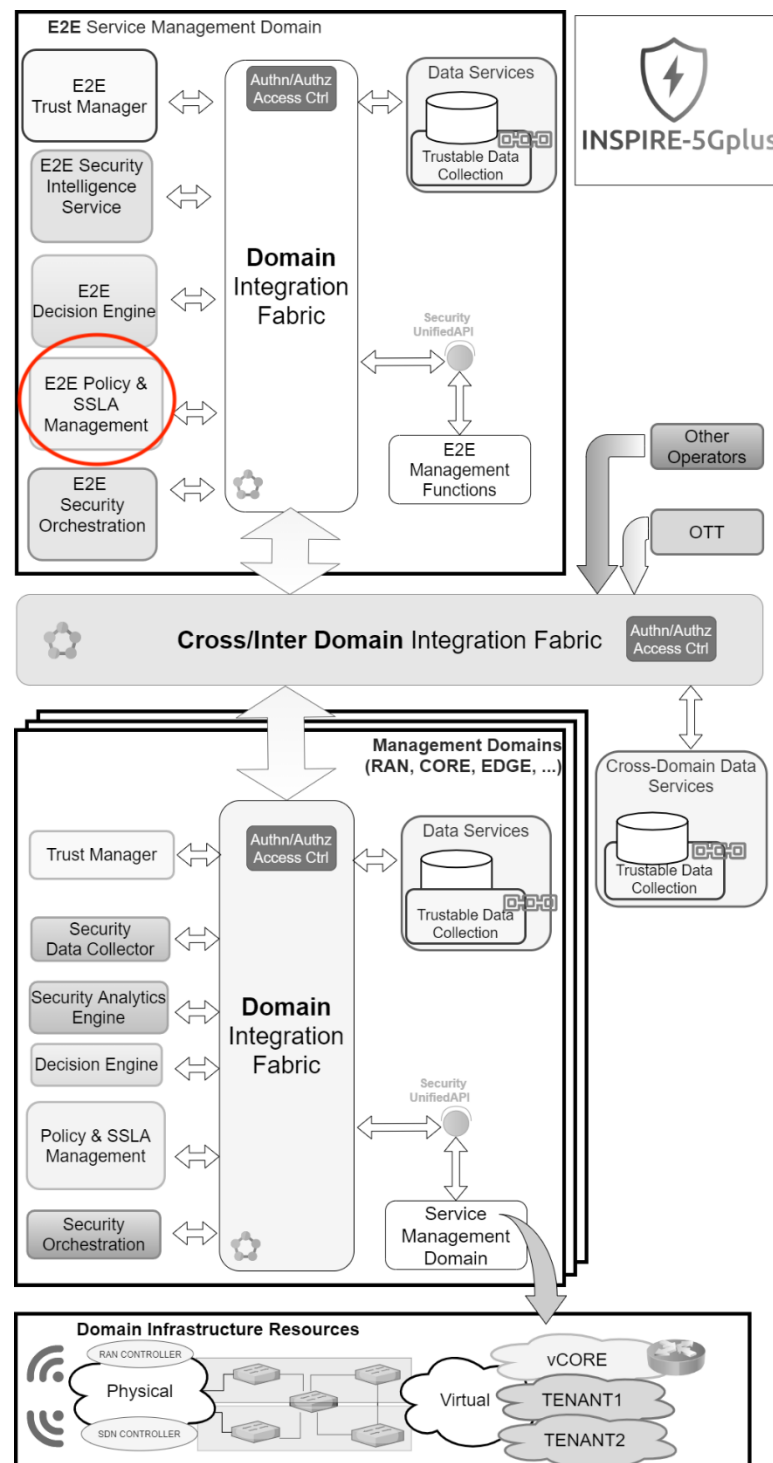 E2E Service Management Domain
E2E
Trust Manager
E2E Security
Intelligence
Service
E2E
Decision Engine
E2E Policy &
SSLA
Management
E2E
Security
Orchestration
Authn/Authz
Access Ctrl
Domain
Integration
Fabric
Data Services
Trustable Data
Collection
Security
UnifiedAPI
E2E
Management
Functions
INSPIRE-5Gplus
Other
Operators
OTT
Cross/Inter Domain Integration Fabric
Authn/Authz
Access Ctrl
Management Domains
(RAN, CORE, EDGE, ...)
Trust Manager
Security
Data Collector
Security Analytics
Engine
Decision Engine
Policy & SSLA
Management
Security
Orchestration
Authn/Authz
Access Ctrl
Domain
Integration
Fabric
Data Services
Trustable Data
Collection
Security
UnifiedAPI
Service
Management
Domain
Cross-Domain Data
Services
Trustable Data
Collection
Domain Infrastructure Resources
RAN CONTROLLER
Physical
SDN CONTROLLER
Virtual
vCORE
TENANT1
TENANT2